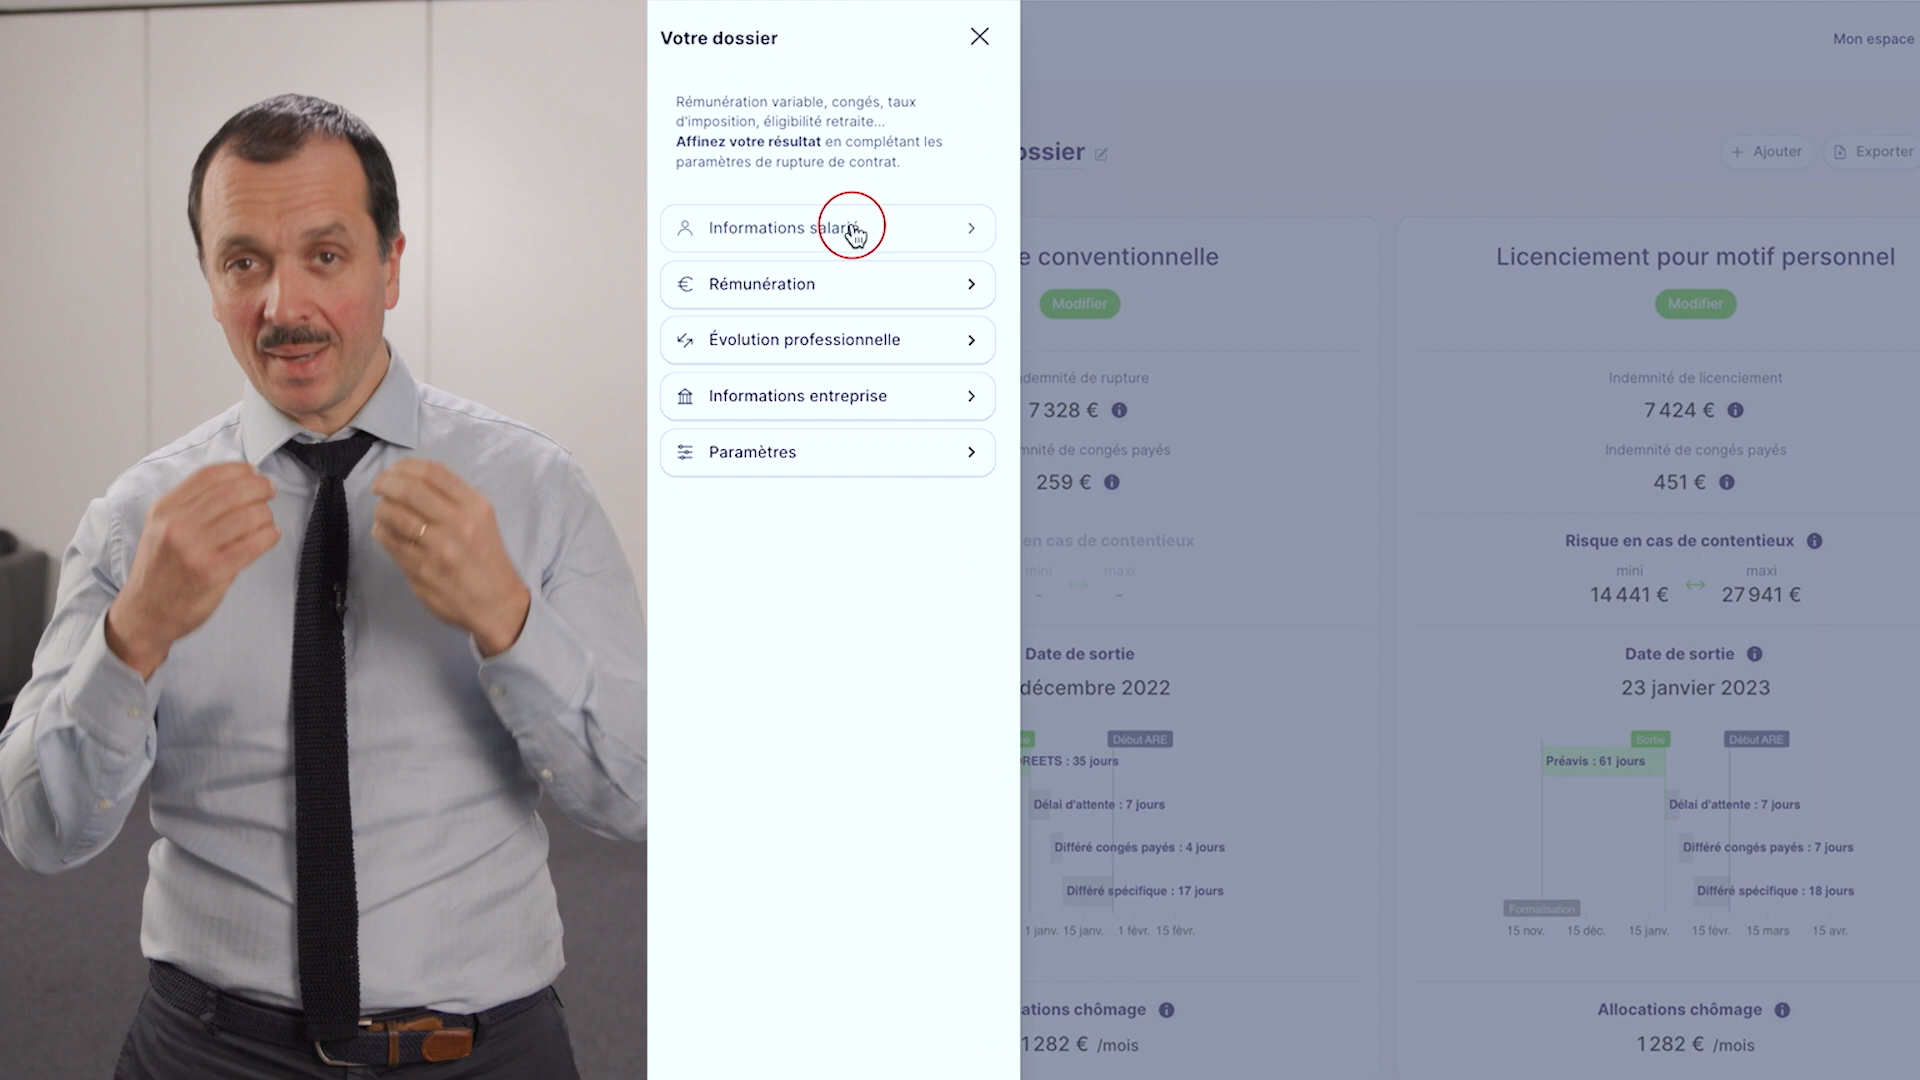 Votre dossier
Mon espace
Rémunération variable, congés, taux
d'imposition, éligibilité retraite...
Affinez votre résultat en complétant les
paramètres de rupture de contrat.
Informations salarié
Rémunération
Évolution professionnelle
Informations entreprise
Paramètres
ossier
Ajouter
Exporter
e conventionnelle
Modifier
demnité de rupture
7 328 €
nité de congés payés
259 €
en cas de contentieux
mini maxi
- -
Date de sortie
décembre 2022
Début ARE
REETS : 35 jours
Délai d'attente : 7 jours
Différé congés payés : 4 jours
Différé spécifique : 17 jours
1 janv. 15 janv. 1 févr. 15 févr.
ations chômage
1 282 € /mois
Licenciement pour motif personnel
Modifier
Indemnité de licenciement
7 424 €
Indemnité de congés payés
451 €
Risque en cas de contentieux
mini maxi
14 441 € 27 941 €
Date de sortie
23 janvier 2023
Sortie Début ARE
Préavis : 61 jours
Délai d'attente : 7 jours
Différé congés payés : 7 jours
Différé spécifique : 18 jours
Formalisation
15 nov. 15 déc. 15 janv. 15 févr. 15 mars 15 avr.
Allocations chômage
1 282 € /mois